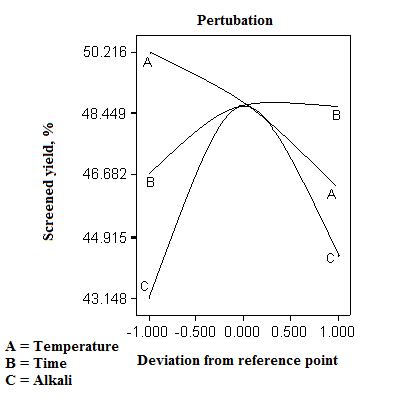 Pertubation
50.216
48.449
46.682
44.915
43.148
Screened yield, %
A
B
C
B
A
C
-1.000 -0.500 0.000 0.500 1.000
Deviation from reference point
A = Temperature
B = Time
C = Alkali